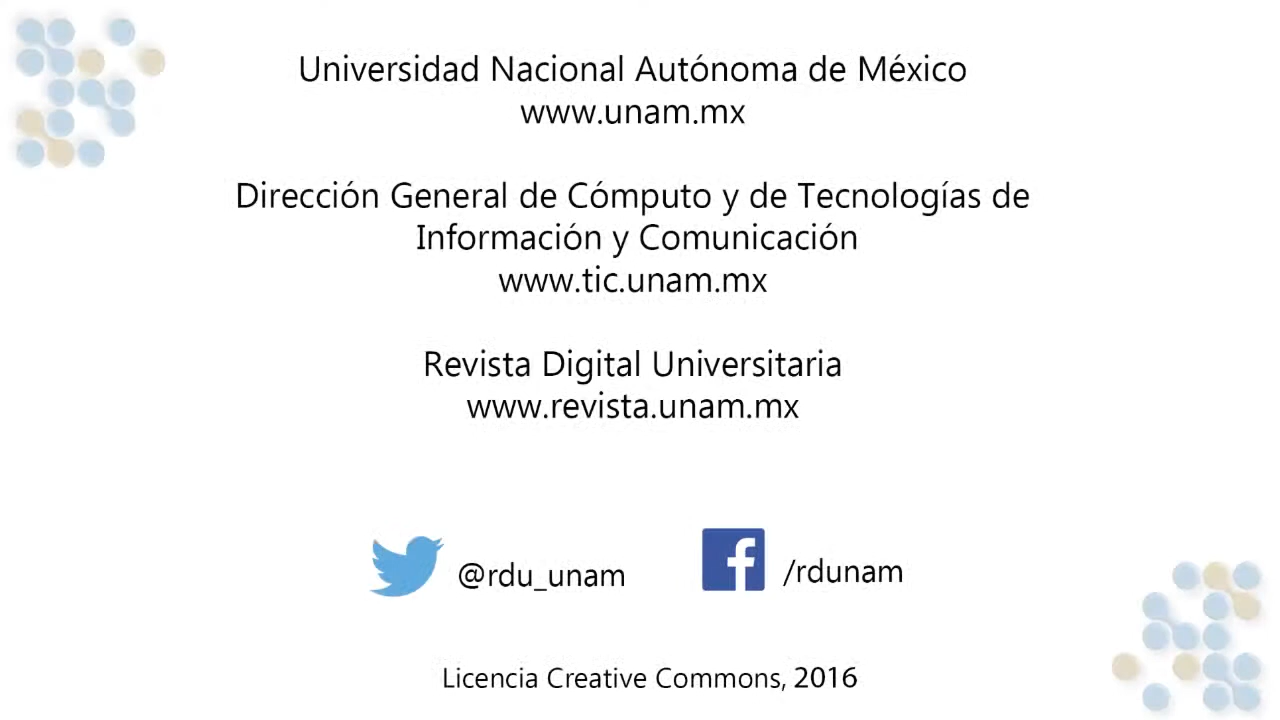 Universidad Nacional Autónoma de México
www.unam.mx
Dirección General de Cómputo y de Tecnologías de
Información y Comunicación
www.tic.unam.mx
Revista Digital Universitaria
www.revista.unam.mx
@rdu_unam
/rdunam
Licencia Creative Commons, 2016